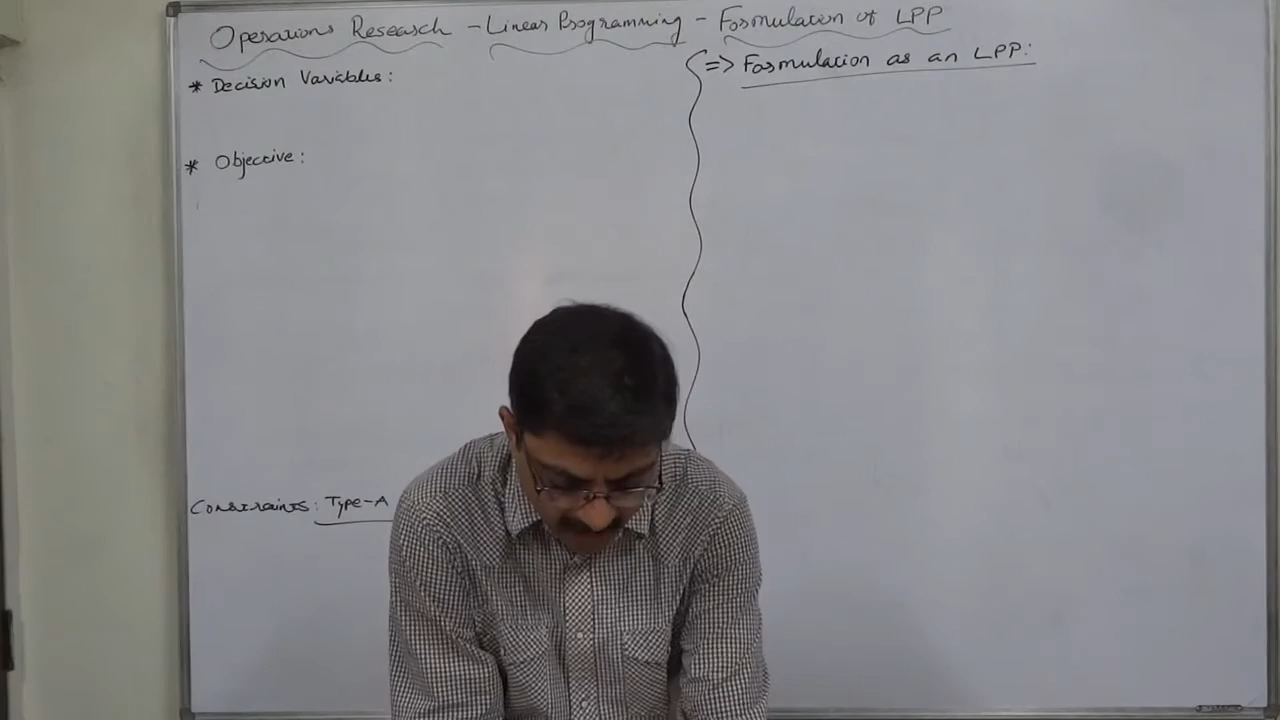 Operations Research - Linear Programming - Formulation of LPP
* Decision Variables:
* Objective:
Constraints: Type-A
=> Formulation as an LPP: